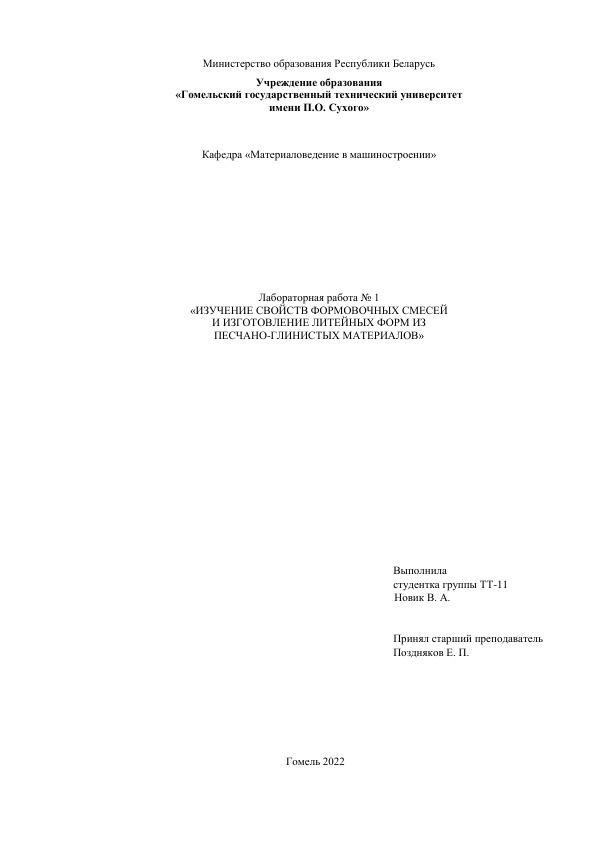 Министерство образования Республики Беларусь
Учреждение образования
«Гомельский государственный технический университет
имени П.О. Сухого»
Кафедра «Материаловедение в машиностроении»
Лабораторная работа № 1
«ИЗУЧЕНИЕ СВОЙСТВ ФОРМОВОЧНЫХ СМЕСЕЙ
И ИЗГОТОВЛЕНИЕ ЛИТЕЙНЫХ ФОРМ ИЗ
ПЕСЧАНО-ГЛИНИСТЫХ МАТЕРИАЛОВ»
Выполнила
студентка группы ТТ-11
Новик В. А.
Принял старший преподаватель
Поздняков Е. П.
Гомель 2022